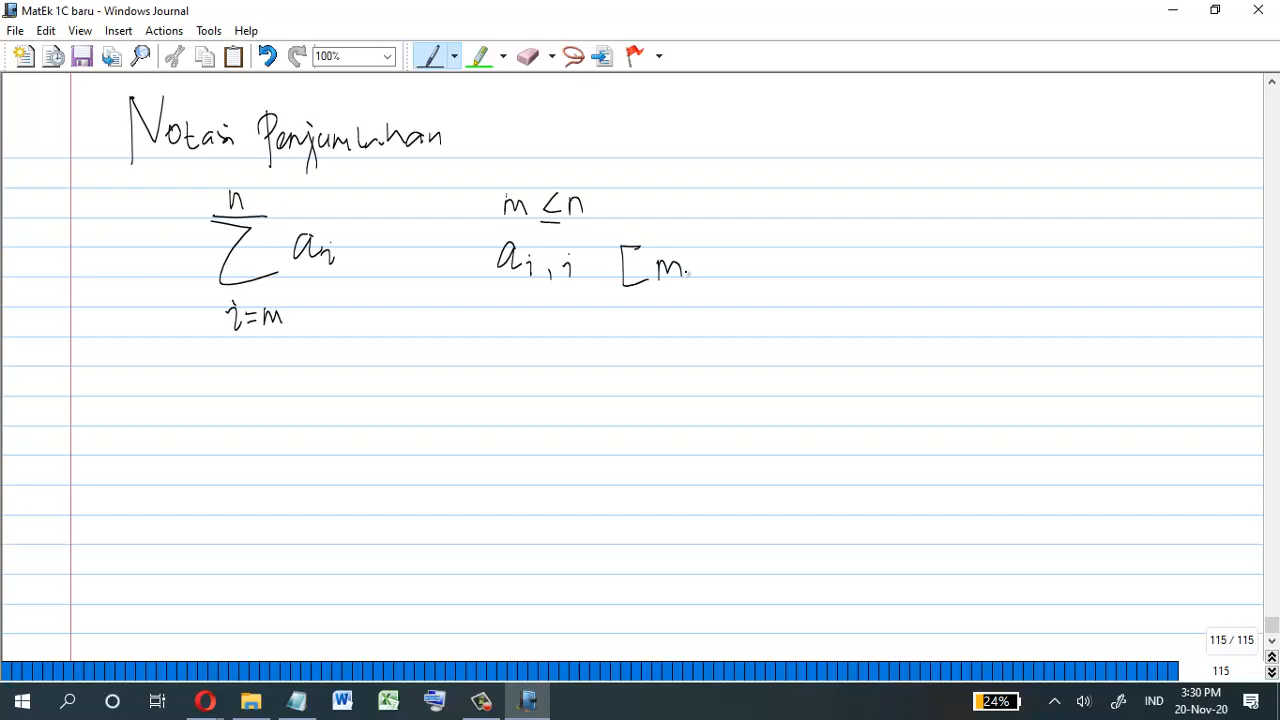 MatEk 1C baru - Windows Journal
File Edit View Insert Actions Tools Help
100%
Notasi Penjumlahan
n
∑ ai
i=m
m ≤ n
ai, i [m.
115 / 115
115
24% IND 3:30 PM
20-Nov-20